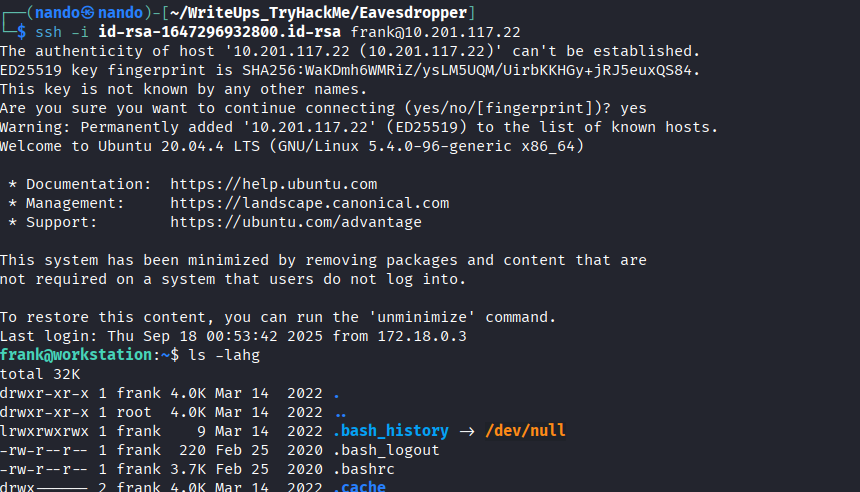 ┌──(nando㉿nando)-[~/WriteUps_TryHackMe/Eavesdropper]
└─$ ssh -i id-rsa-1647296932800.id-rsa frank@10.201.117.22
The authenticity of host '10.201.117.22 (10.201.117.22)' can't be established.
ED25519 key fingerprint is SHA256:WaKDmh6WMRiZ/ysLM5UQM/UirbKKHGy+jRJ5euxQS84.
This key is not known by any other names.
Are you sure you want to continue connecting (yes/no/[fingerprint])? yes
Warning: Permanently added '10.201.117.22' (ED25519) to the list of known hosts.
Welcome to Ubuntu 20.04.4 LTS (GNU/Linux 5.4.0-96-generic x86_64)

 * Documentation:  https://help.ubuntu.com
 * Management:     https://landscape.canonical.com
 * Support:        https://ubuntu.com/advantage

This system has been minimized by removing packages and content that are
not required on a system that users do not log into.

To restore this content, you can run the 'unminimize' command.
Last login: Thu Sep 18 00:53:42 2025 from 172.18.0.3
frank@workstation:~$ ls -lahg
total 32K
drwxr-xr-x 1 frank 4.0K Mar 14  2022 .
drwxr-xr-x 1 root  4.0K Mar 14  2022 ..
lrwxrwxrwx 1 frank    9 Mar 14  2022 .bash_history -> /dev/null
-rw-r--r-- 1 frank  220 Feb 25  2020 .bash_logout
-rw-r--r-- 1 frank 3.7K Feb 25  2020 .bashrc
drwx------ 2 frank 4.0K Mar 14  2022 .cache